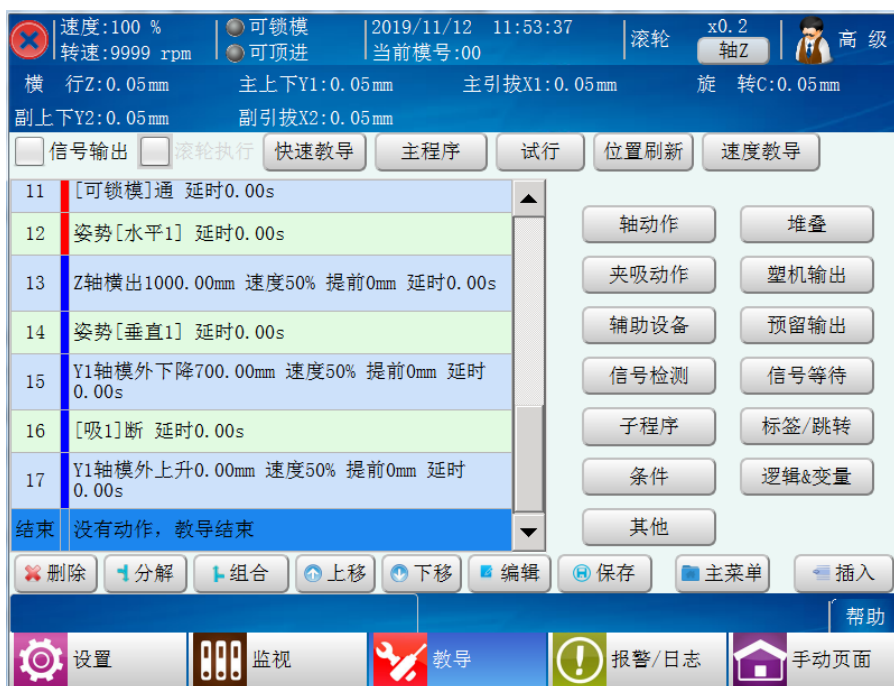 速度:100 % 可锁模 2019/11/12 11:53:37 滚轮 x0.2 高 级
转速:9999 rpm 可顶进 当前模号:00 轴Z
横 行Z:0.05mm 主上下Y1:0.05mm 主引拔X1:0.05mm 旋 转C:0.05mm
副上下Y2:0.05mm 副引拔X2:0.05mm
信号输出 滚轮执行 快速教导 主程序 试行 位置刷新 速度教导
11 [可锁模]通 延时0.00s
12 姿势[水平1] 延时0.00s
13 Z轴横出1000.00mm 速度50% 提前0mm 延时0.00s
14 姿势[垂直1] 延时0.00s
15 Y1轴模外下降700.00mm 速度50% 提前0mm 延时
0.00s
16 [吸1]断 延时0.00s
17 Y1轴模外上升0.00mm 速度50% 提前0mm 延时
0.00s
结束 没有动作，教导结束
轴动作 堆叠
夹吸动作 塑机输出
辅助设备 预留输出
信号检测 信号等待
子程序 标签/跳转
条件 逻辑&变量
其他
删除 分解 组合 上移 下移 编辑 保存 主菜单 插入
帮助
设置 监视 教导 报警/日志 手动页面